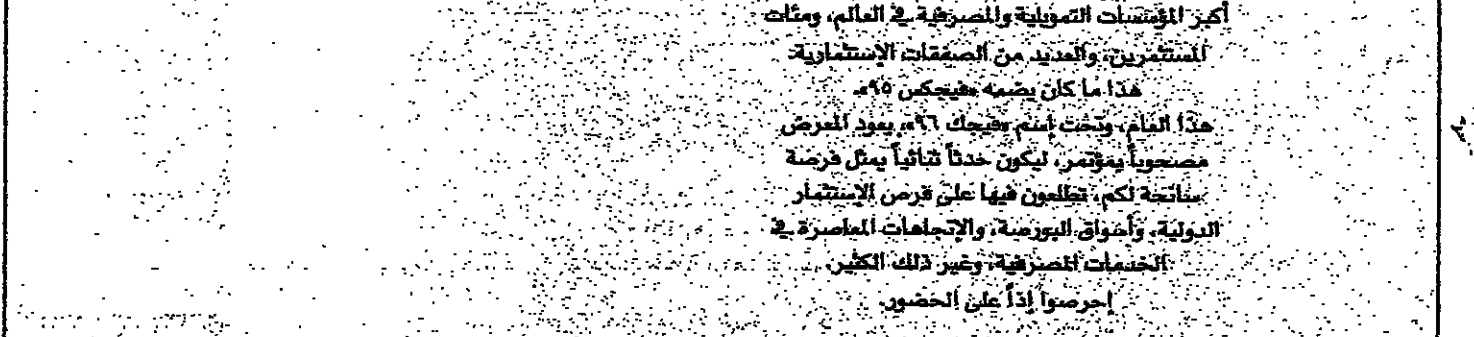 أكبر المؤسسات التمويلية والمصرفية في العالم، ومئات
المستثمرين، والعديد من الصفقات الإستثمارية.
هذا ما كان يضمه «فيجكس ٩٥».
هذا العام، وتحت إسم «فيجك ٩٦»، يعود المعرض
مصحوباً بمؤتمر، ليكون حدثاً ثنائياً يمثل فرصة
سانحة لكم، تطلعون فيها على فرص الإستثمار
الدولية، وأسواق البورصة، والإتجاهات المعاصرة في
الخدمات المصرفية، وغير ذلك الكثير.
إحرصوا إذاً على الحضور.